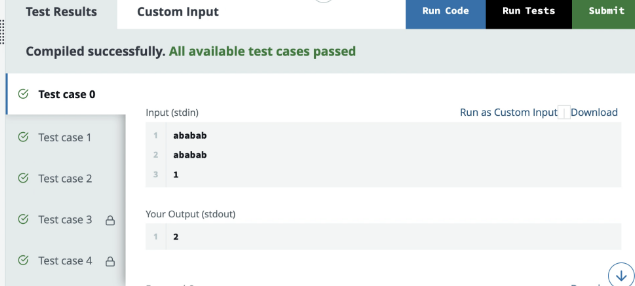 Test Results Custom Input Run Code Run Tests Submit
Compiled successfully. All available test cases passed
Test case 0
Input (stdin) Run as Custom Input | Download
1 ababab
2 ababab
3 1
Test case 1
Test case 2
Test case 3
Your Output (stdout)
1 2
Test case 4